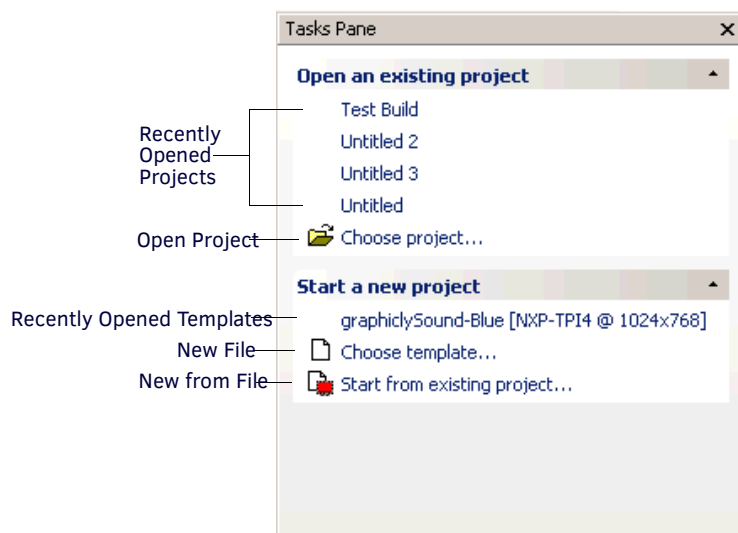 Tasks Pane
Open an existing project
Test Build
Untitled 2
Untitled 3
Untitled
Choose project...
Start a new project
graphiclySound-Blue [NXP-TPI4 @ 1024x768]
Choose template...
Start from existing project...
Recently
Opened
Projects
Open Project
Recently Opened Templates
New File
New from File